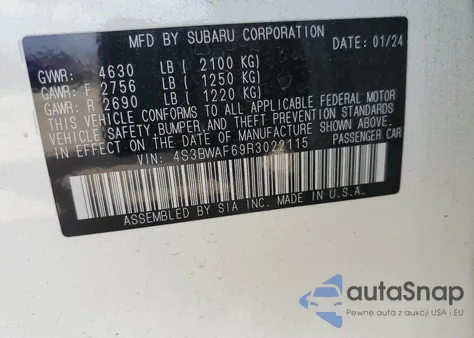 MFD BY SUBARU CORPORATION
DATE: 01/24
GVWR: 4630 LB ( 2100 KG)
GAWR: F 2756 LB ( 1250 KG)
GAWR: R 2690 LB ( 1220 KG)
THIS VEHICLE CONFORMS TO ALL APPLICABLE FEDERAL MOTOR
VEHICLE SAFETY, BUMPER, AND THEFT PREVENTION STANDARDS
IN EFFECT ON THE DATE OF MANUFACTURE SHOWN ABOVE.
VIN: 4S3BWAF69R3022115 PASSENGER CAR
ASSEMBLED BY SIA INC. MADE IN U.S.A.
autoSnap
Pewne auta z aukcji USA i EU